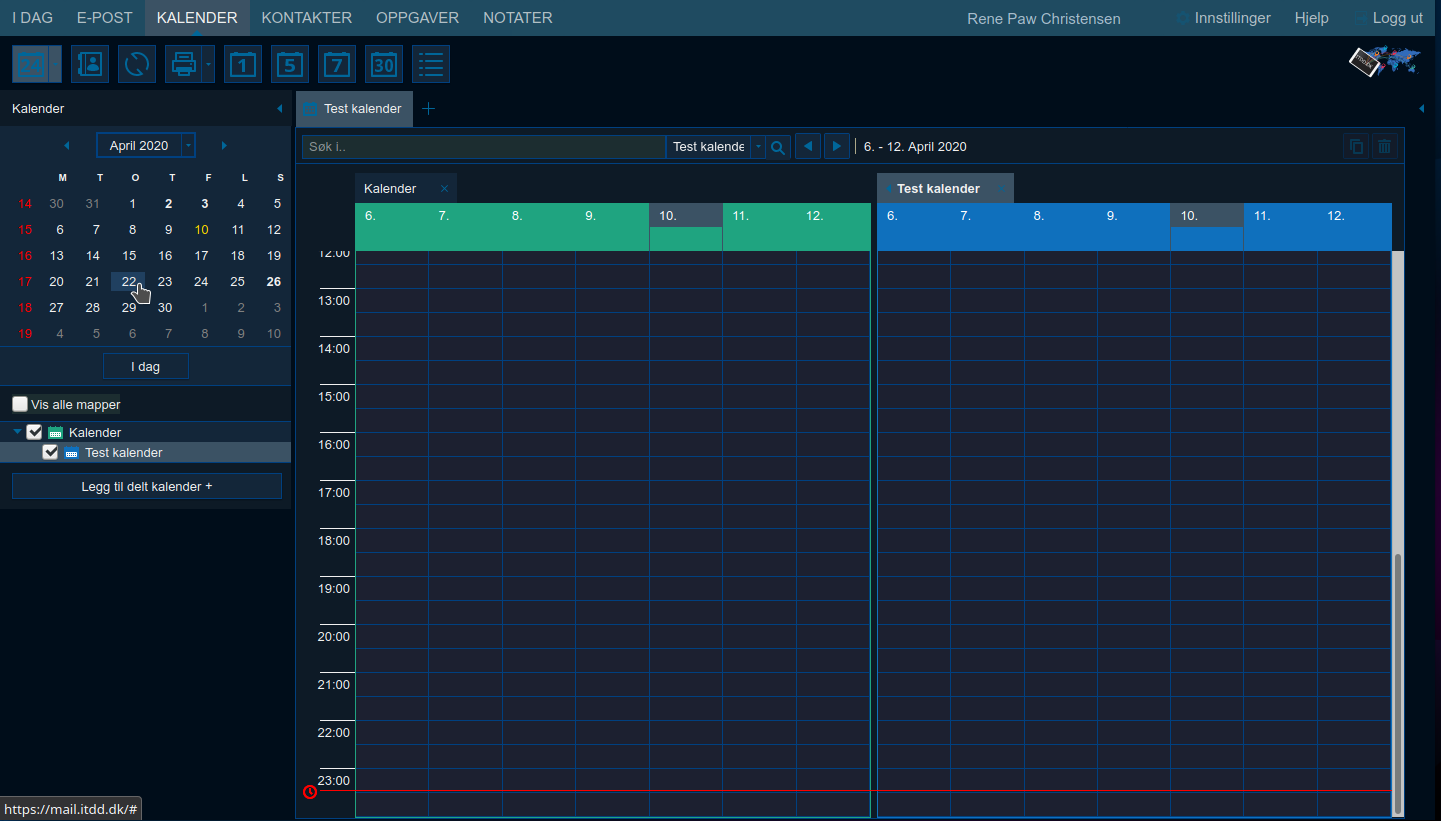 I DAG E-POST KALENDER KONTAKTER OPPGAVER NOTATER Rene Paw Christensen Innstillinger Hjelp Logg ut
24 1 5 7 30
Kalender
April 2020
M T O T F L S
14 30 31 1 2 3 4 5
15 6 7 8 9 10 11 12
16 13 14 15 16 17 18 19
17 20 21 22 23 24 25 26
18 27 28 29 30 1 2 3
19 4 5 6 7 8 9 10
I dag
Vis alle mapper
Kalender
Test kalender
Legg til delt kalender +
Test kalender
Søk i.. Test kalende 6. - 12. April 2020
Kalender Test kalender
6. 7. 8. 9. 10. 11. 12. 6. 7. 8. 9. 10. 11. 12.
12:00
13:00
14:00
15:00
16:00
17:00
18:00
19:00
20:00
21:00
22:00
23:00
https://mail.itdd.dk/#